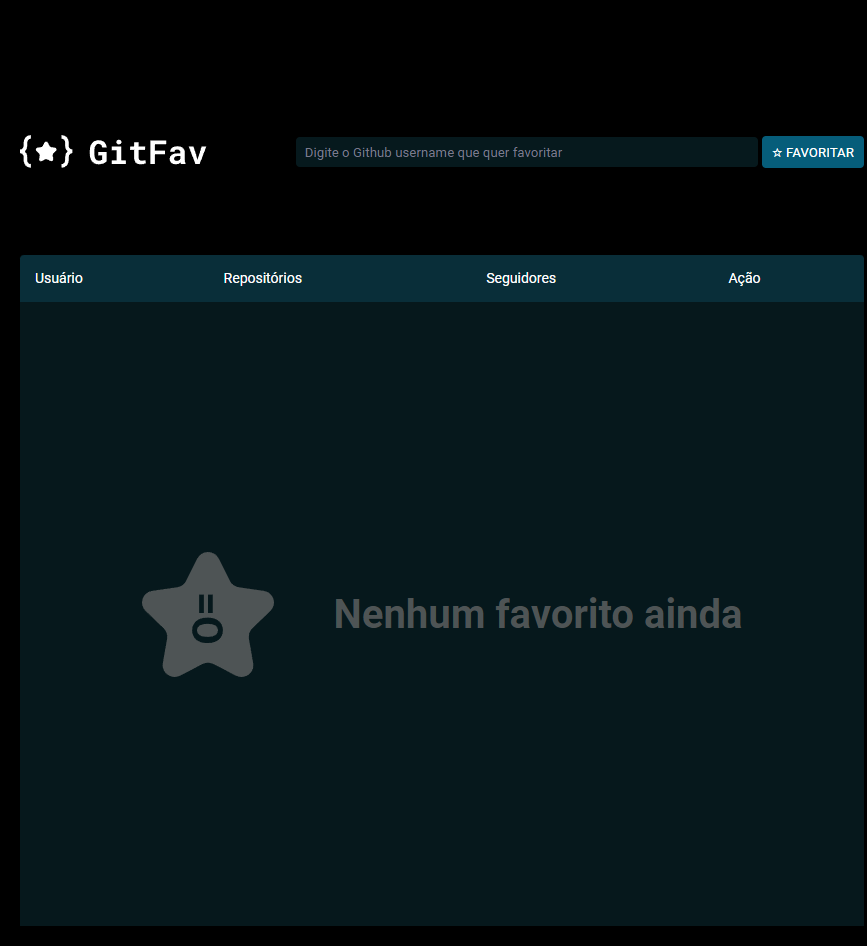 {★} GitFav
Digite o Github username que quer favoritar
☆ FAVORITAR
Usuário Repositórios Seguidores Ação
Nenhum favorito ainda